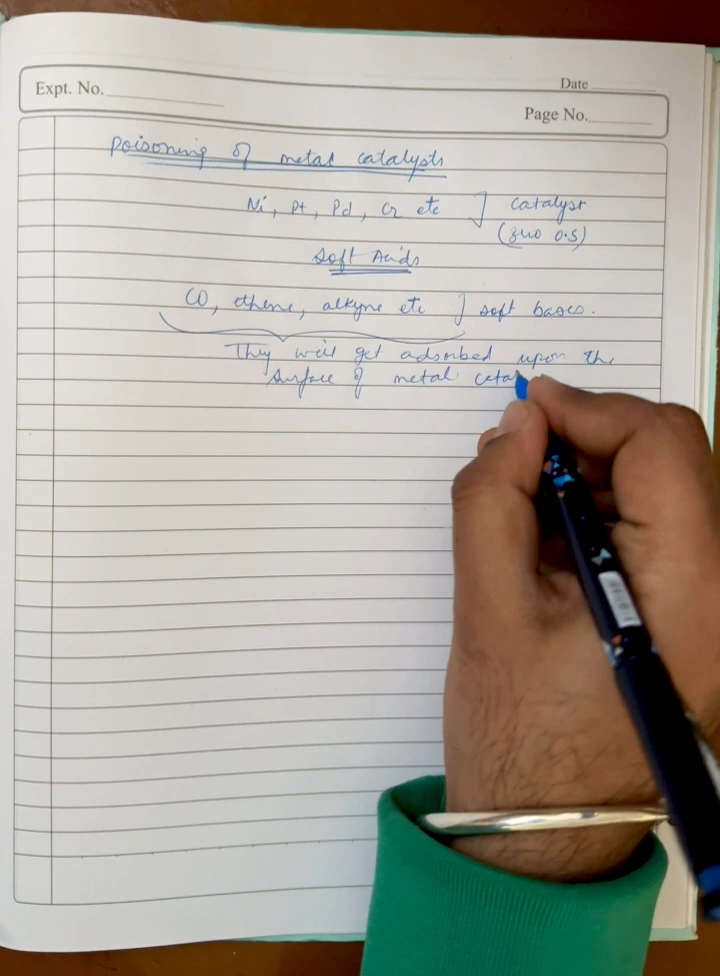 Expt. No.
Date
Page No.
Poisoning of metal catalysts
Ni, Pt, Pd, Cr etc ] Catalyst
(zero O.S)
Soft Acids
CO, ethene, alkyne etc ] soft bases.
They will get adsorbed upon the
surface of metal cata